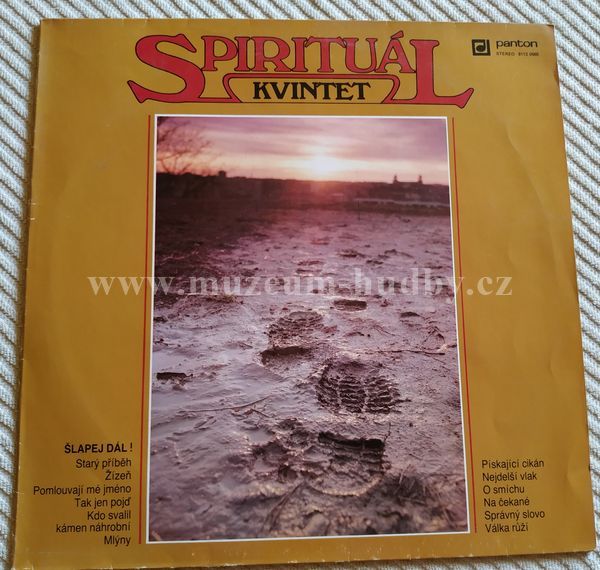 SPIRITUÁL
KVINTET
panton
STEREO
www.muzeum-hudby.cz
ŠLAPEJ DÁL!
Starý příběh
Žízeň
Pomlouvají mé jméno
Tak jen pojď
Kdo svalil
kámen náhrobní
Mlýny
Pískající cikán
Nejdelší vlak
O smíchu
Na čekané
Správný slovo
Válka růží